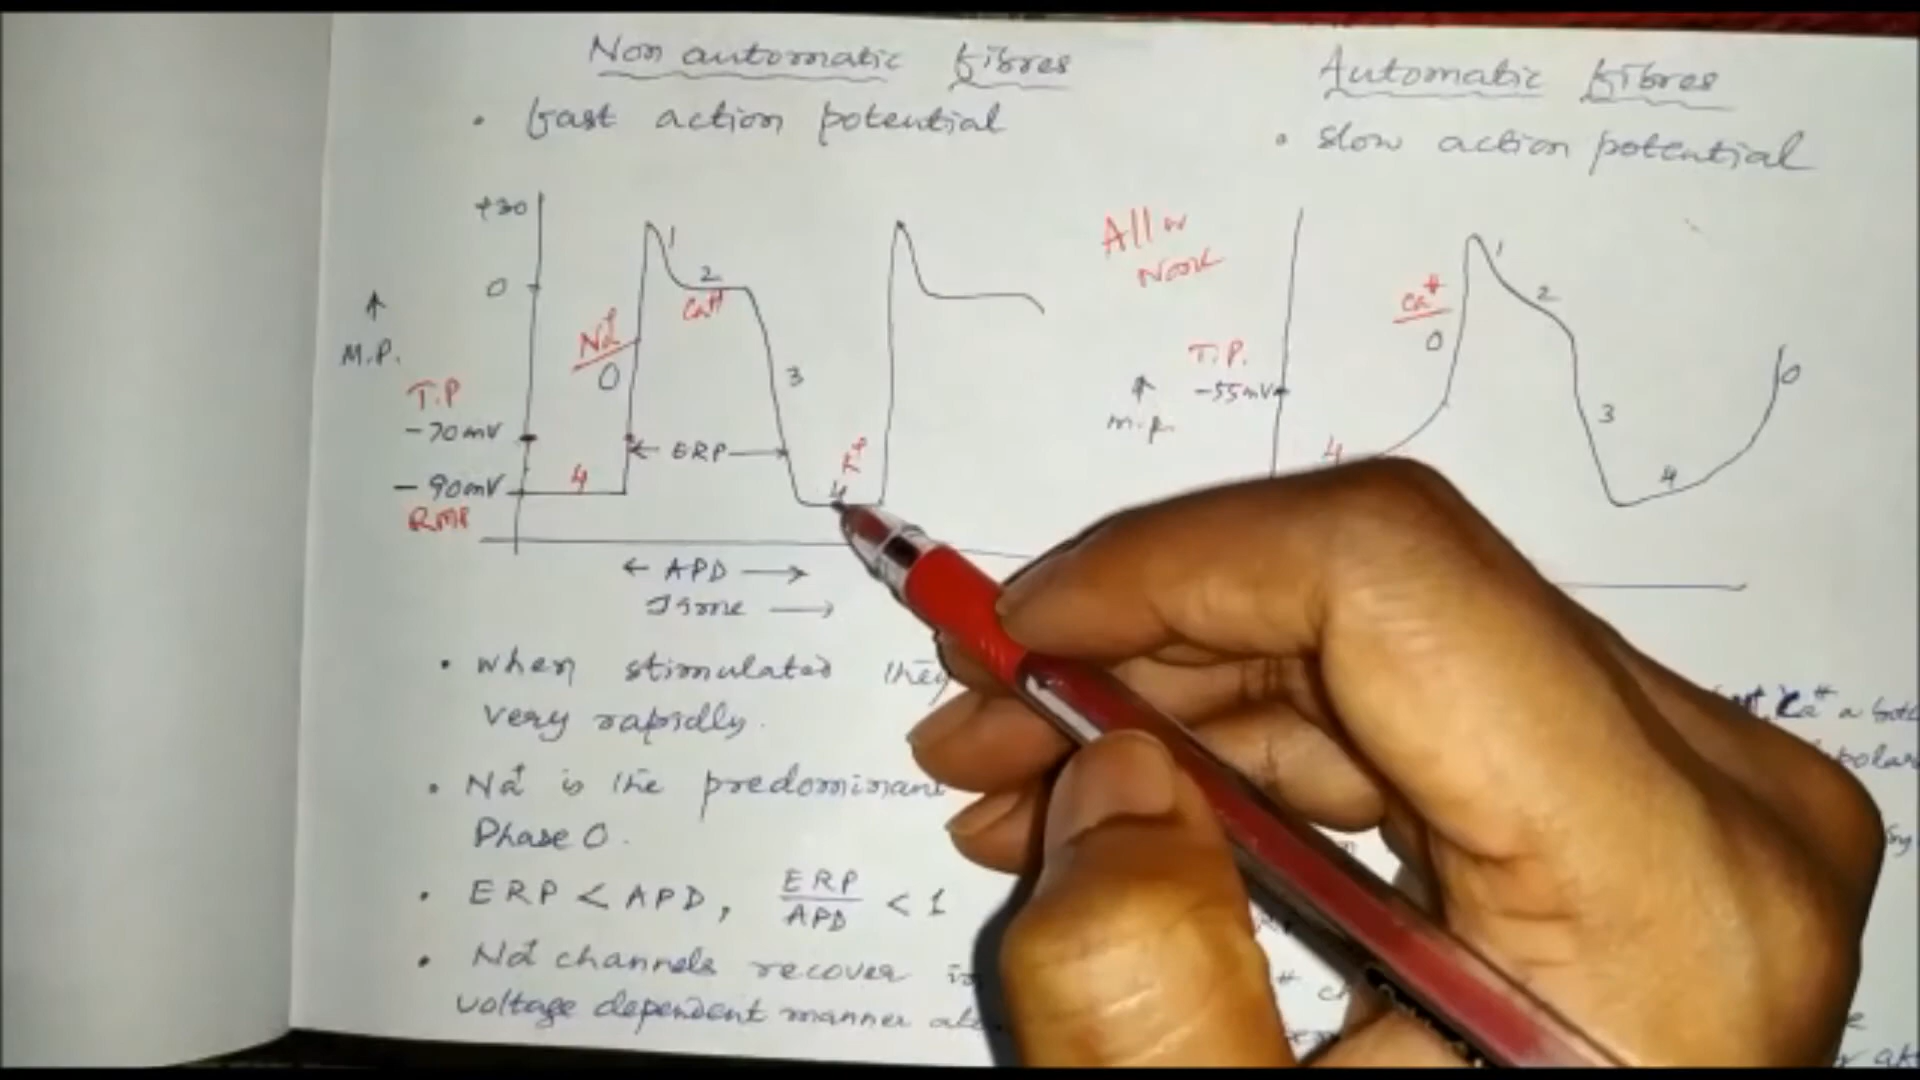 Non automatic fibres
• fast action potential
+30
0
↑
M.P.
T.P
-70mV
-90mV
RMP
4
Na+
0
1
2
Ca++
3
← ERP →
K+
4
← APD →
Time →
• when stimulated they
very rapidly.
• Na+ is the predominant
Phase 0.
• ERP < APD, ERP/APD < 1
• Na+ channels recover in
voltage dependent manner
Automatic fibres
• slow action potential
T.P.
-55mV
↑
M.P.
4
Ca++
0
1
2
3
4
0